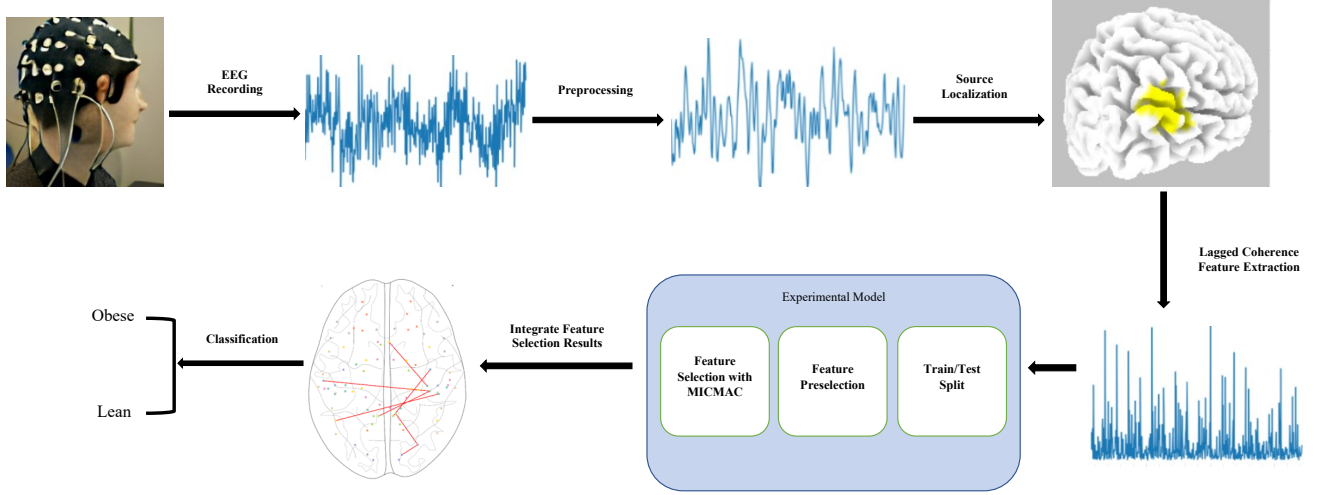 EEG
Recording
Preprocessing
Source
Localization
Lagged Coherence
Feature Extraction
Experimental Model
Train/Test
Split
Feature
Preselection
Feature
Selection with
MICMAC
Integrate Feature
Selection Results
Classification
Obese
Lean